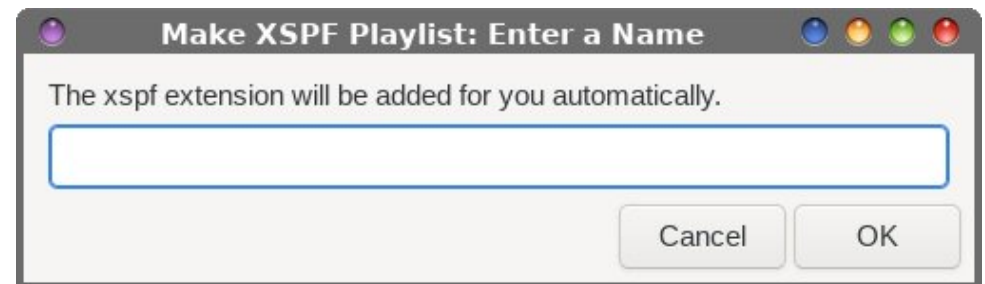 Make XSPF Playlist: Enter a Name
The xspf extension will be added for you automatically.
Cancel OK